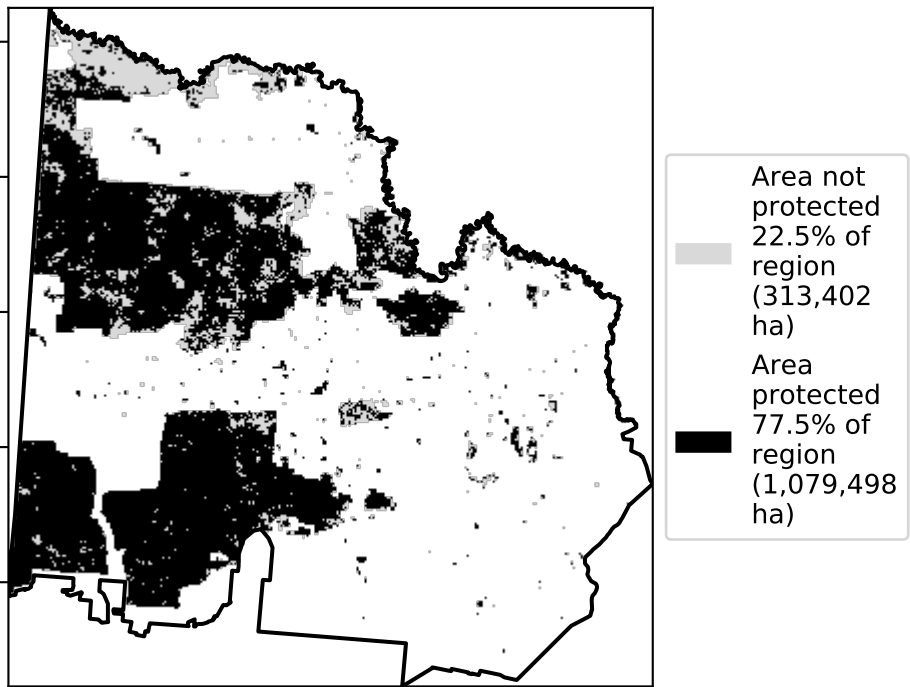 Area not
protected
22.5% of
region
(313,402
ha)
Area
protected
77.5% of
region
(1,079,498
ha)